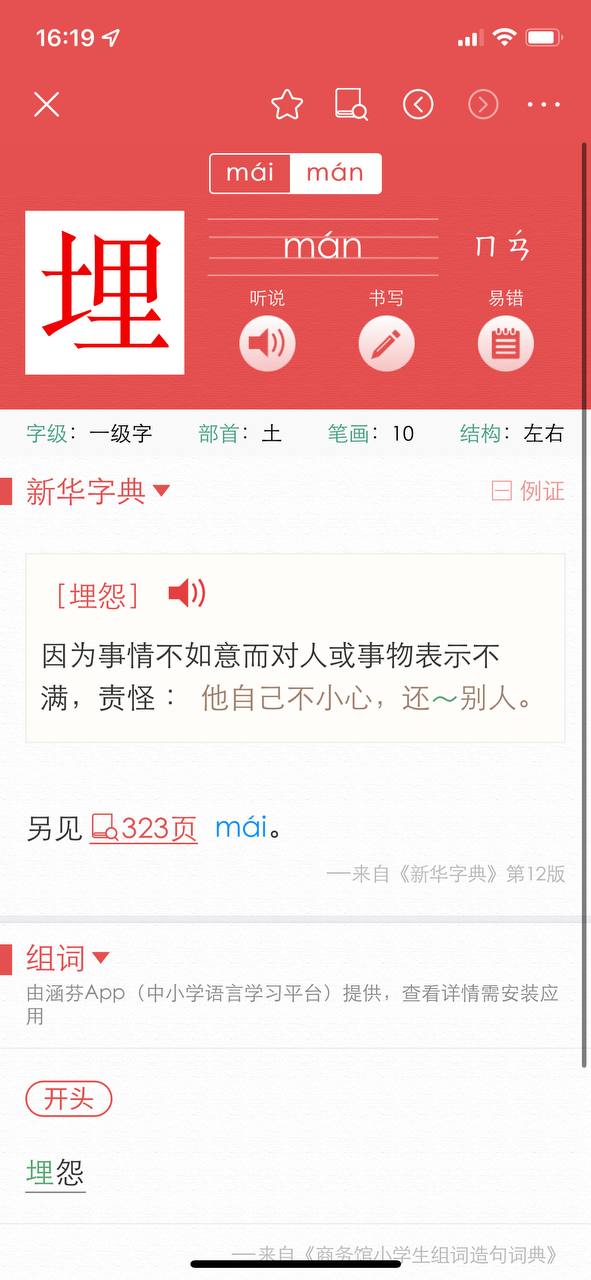 16:19
mái mán
埋
mán
ㄇㄢˊ
听说 书写 易错
字级：一级字 部首：土 笔画：10 结构：左右
新华字典
例证
［埋怨］
因为事情不如意而对人或事物表示不
满，责怪： 他自己不小心，还～别人。
另见 323页 mái。
──来自《新华字典》第12版
组词
由涵芬App（中小学语言学习平台）提供，查看详情需安装应
用
开头
埋怨
──来自《商务馆小学生组词造句词典》